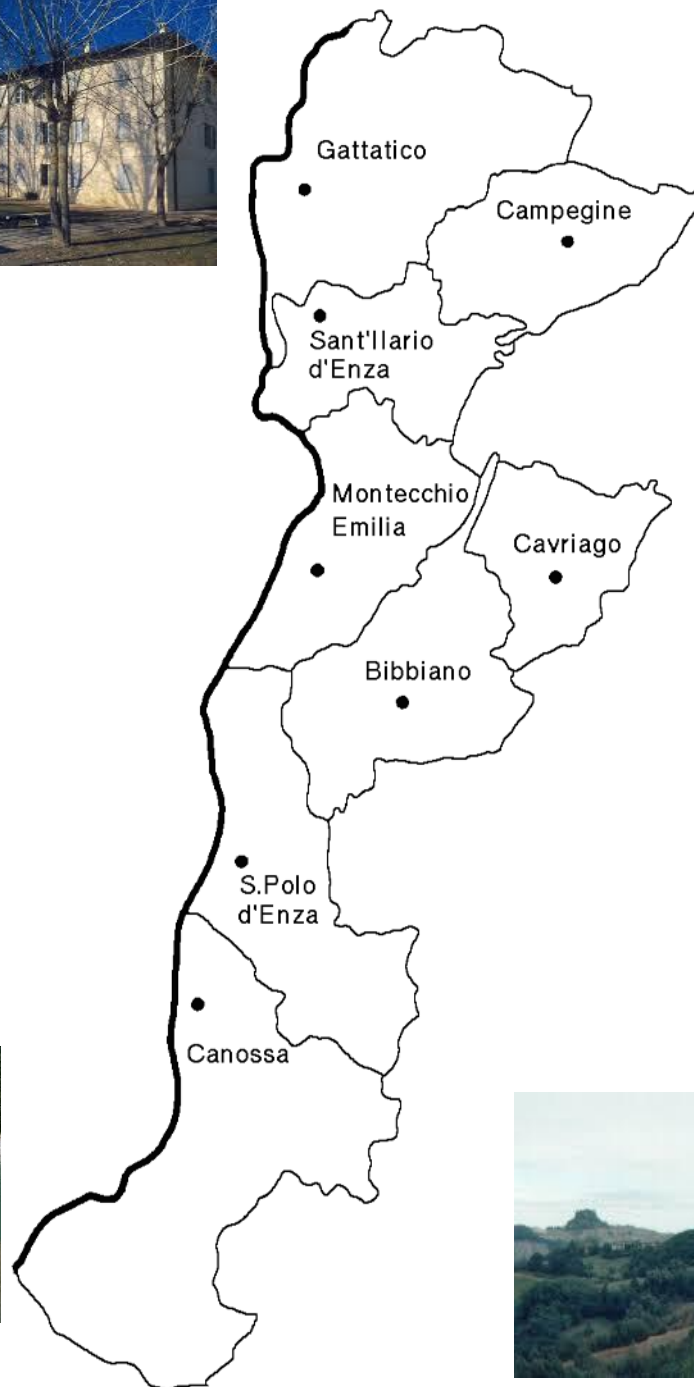 Gattatico
Campegine
Sant'Ilario
d'Enza
Montecchio
Emilia
Cavriago
Bibbiano
S.Polo
d'Enza
Canossa